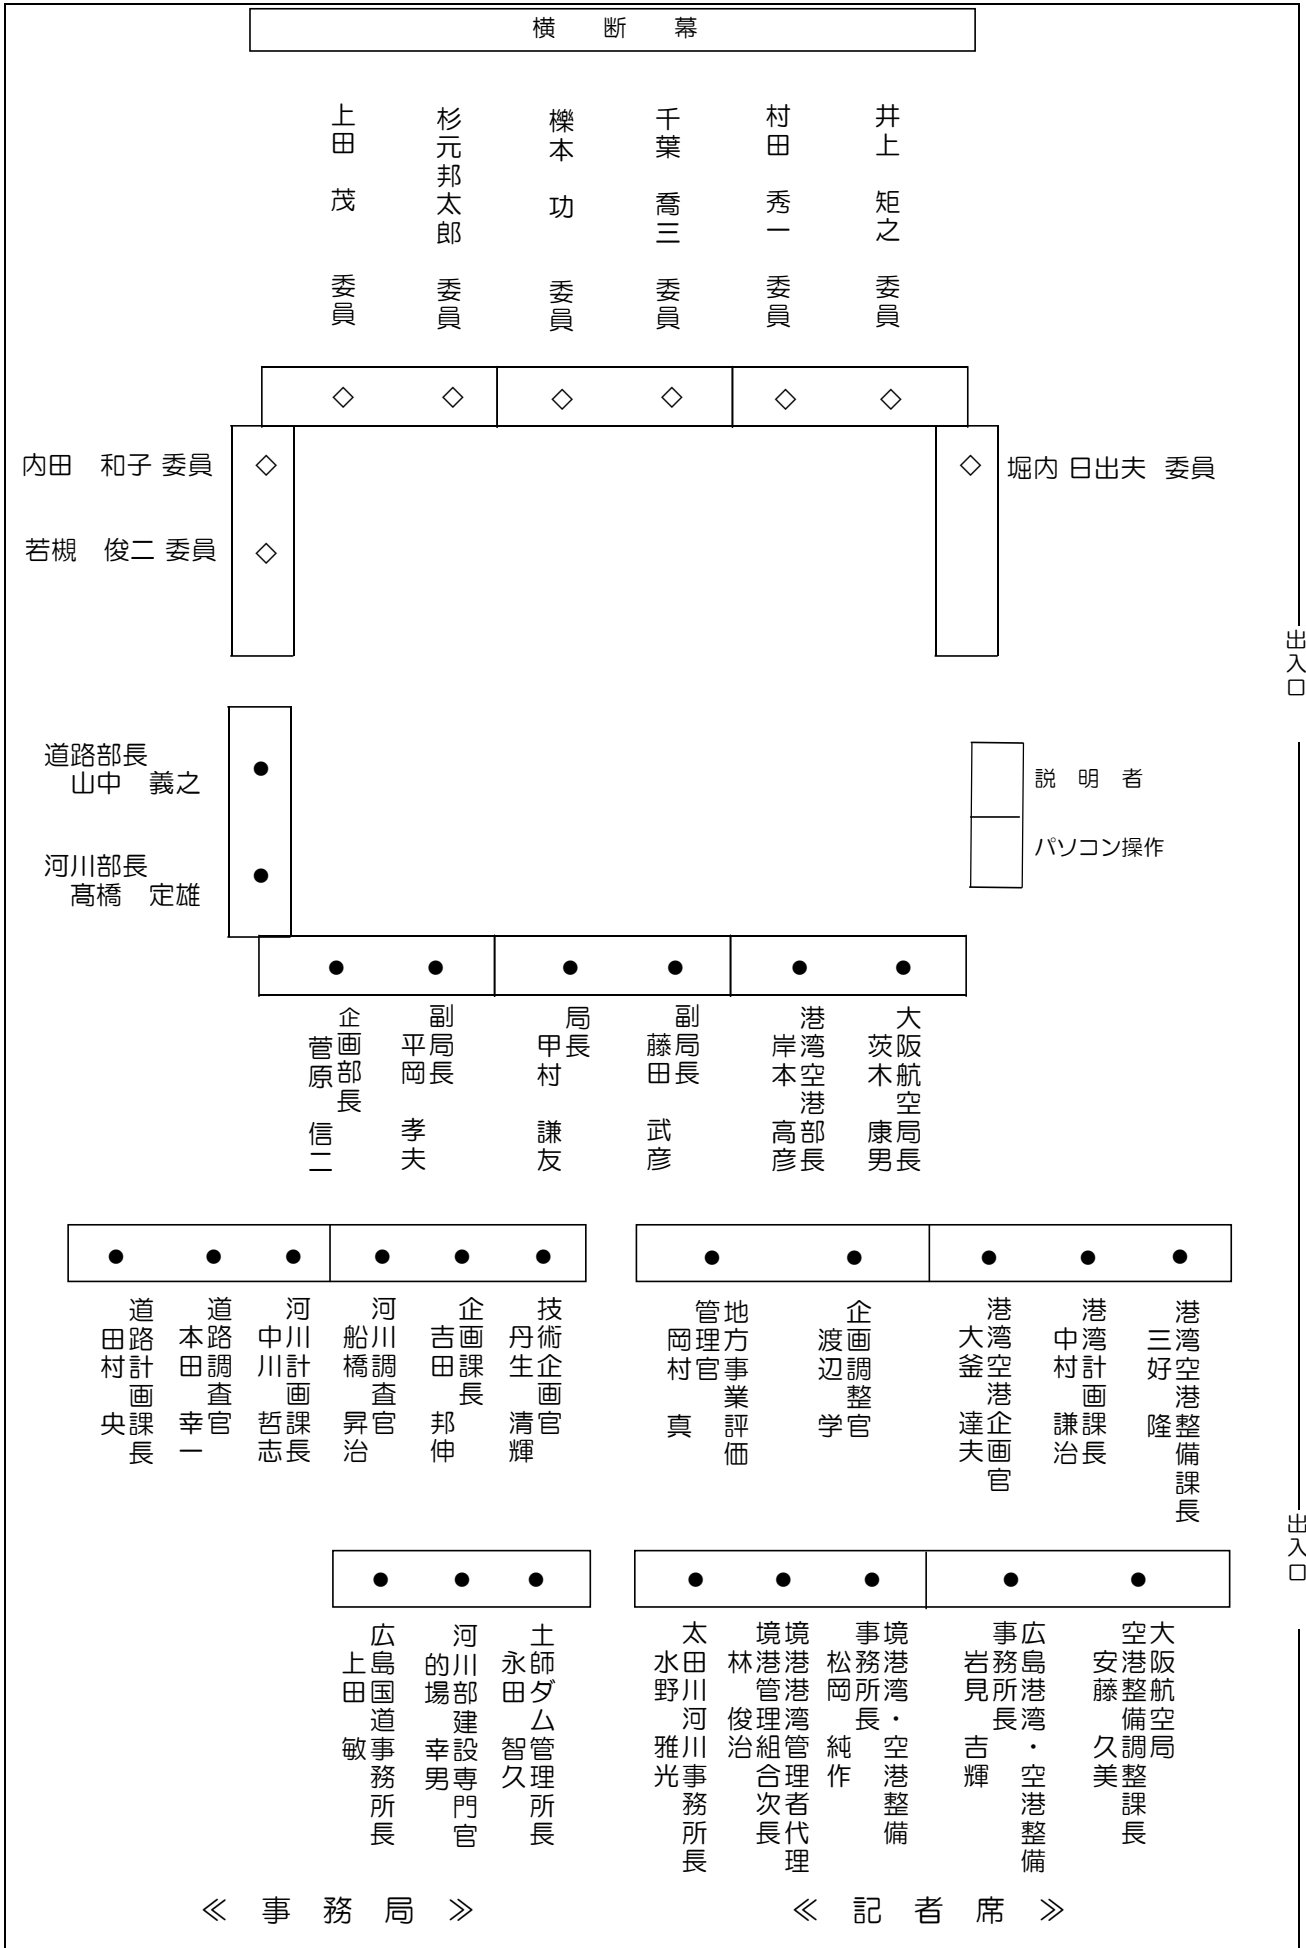 横 断 幕
上田 茂 委員
杉元邦太郎 委員
櫟本 功 委員
千葉 喬三 委員
村田 秀一 委員
井上 矩之 委員
内田 和子 委員
若槻 俊二 委員
堀内 日出夫 委員
出入口
道路部長
山中 義之
河川部長
髙橋 定雄
説 明 者
パソコン操作
企画部長
菅原 信二
副局長
平岡 孝夫
局長
甲村 謙友
副局長
藤田 武彦
港湾空港部長
岸本 高彦
大阪航空局長
茨木 康男
道路計画課長
田村 央
道路調査官
本田 幸一
河川計画課長
中川 哲志
河川調査官
船橋 昇治
企画課長
吉田 邦伸
技術企画官
丹生 清輝
地方事業評価
管理官
岡村 真
企画調整官
渡辺 学
港湾空港企画官
大釜 達夫
港湾計画課長
中村 謙治
港湾空港整備課長
三好 隆
出入口
広島国道事務所長
上田 敏
河川部建設専門官
的場 幸男
土師ダム管理所長
永田 智久
太田川河川事務所長
水野 雅光
境港港湾管理者代理
境港管理組合次長
林 俊治
境港湾・空港整備
事務所長
松岡 純作
広島港湾・空港整備
事務所長
岩見 吉輝
大阪航空局
空港整備調整課長
安藤 久美
≪ 事 務 局 ≫
≪ 記 者 席 ≫